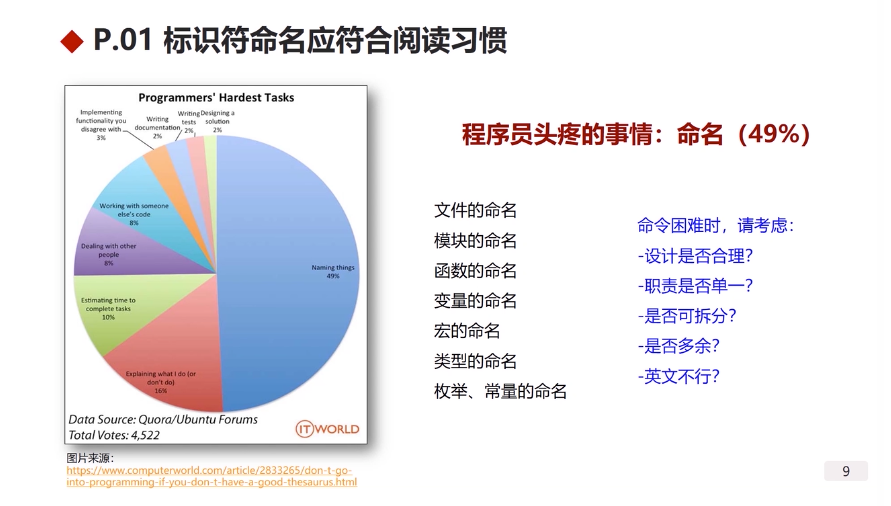 P.01 标识符命名应符合阅读习惯
Programmers' Hardest Tasks
Implementing
functionality you
disagree with
3%
Writing
documentation
2%
Writing
tests
2%
Designing a
solution
2%
Working with someone
else's code
8%
Dealing with other
people
8%
Estimating time to
complete tasks
10%
Explaining what I do (or
don't do)
16%
Naming things
49%
Data Source: Quora/Ubuntu Forums
Total Votes: 4,522
ITWORLD
图片来源：
https://www.computerworld.com/article/2833265/don-t-go-
into-programming-if-you-don-t-have-a-good-thesaurus.html
程序员头疼的事情：命名（49%）
文件的命名
模块的命名
函数的命名
变量的命名
宏的命名
类型的命名
枚举、常量的命名
命令困难时，请考虑：
-设计是否合理？
-职责是否单一？
-是否可拆分？
-是否多余？
-英文不行？
9